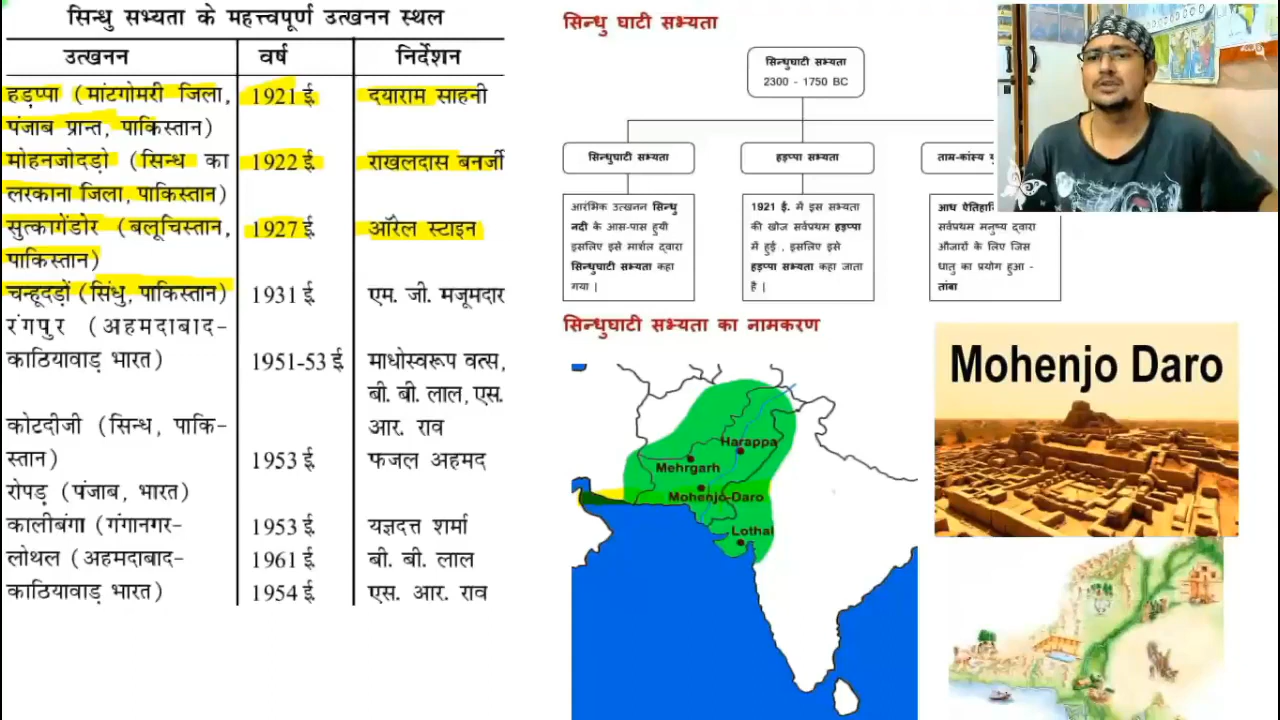 सिन्धु सभ्यता के महत्त्वपूर्ण उत्खनन स्थल
उत्खनन वर्ष निर्देशन
हड़प्पा (मांटगोमरी जिला, 1921 ई. दयाराम साहनी
पंजाब प्रान्त, पाकिस्तान)
मोहनजोदड़ो (सिन्ध का 1922 ई. राखलदास बनर्जी
लरकाना जिला, पाकिस्तान)
सुत्कागेंडोर (बलूचिस्तान, 1927 ई. ऑरेल स्टाइन
पाकिस्तान)
चन्हूदड़ों (सिंधु, पाकिस्तान) 1931 ई. एम. जी. मजूमदार
रंगपुर (अहमदाबाद-
काठियावाड़ भारत) 1951-53 ई. माधोस्वरूप वत्स,
बी. बी. लाल, एस.
कोटदीजी (सिन्ध, पाकि- आर. राव
स्तान) 1953 ई. फजल अहमद
रोपड़ (पंजाब, भारत)
कालीबंगा (गंगानगर- 1953 ई. यज्ञदत्त शर्मा
लोथल (अहमदाबाद- 1961 ई. बी. बी. लाल
काठियावाड़ भारत) 1954 ई. एस. आर. राव
सिन्धु घाटी सभ्यता
सिन्धुघाटी सभ्यता
2300 - 1750 BC
सिन्धुघाटी सभ्यता
आरंभिक उत्खनन सिन्धु
नदी के आस-पास हुयी
इसलिए इसे मार्शल द्वारा
सिन्धुघाटी सभ्यता कहा
गया |
हड़प्पा सभ्यता
1921 ई. में इस सभ्यता
की खोज सर्वप्रथम हड़प्पा
में हुई , इसलिए इसे
हड़प्पा सभ्यता कहा जाता
है |
ताम्र-कांस्य
आद्य
सर्वप्रथम मनुष्य द्वारा
औजारों के लिए जिस
धातु का प्रयोग हुआ -
तांबा
सिन्धुघाटी सभ्यता का नामकरण
Harappa
Mehrgarh
Mohenjo-Daro
Lothal
Mohenjo Daro